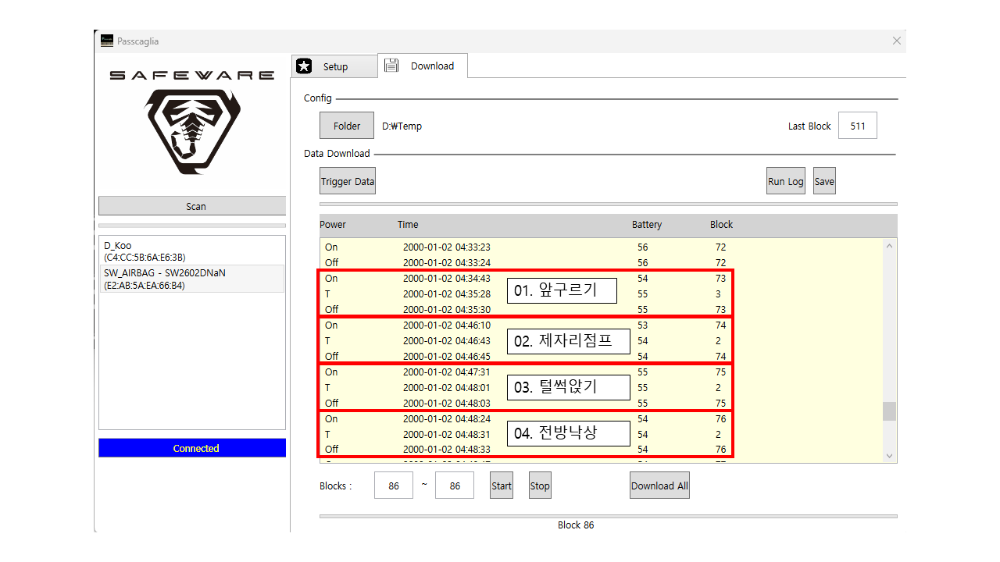 Passcaglia
SAFEWARE
Setup
Download
Config
Folder D:₩Temp Last Block 511
Data Download
Trigger Data Run Log Save
Scan
D_Koo
(C4:CC:5B:6A:E6:3B)
SW_AIRBAG - SW2602DNaN
(E2:AB:5A:EA:66:B4)
Connected
Power Time Battery Block
On 2000-01-02 04:33:23 56 72
Off 2000-01-02 04:33:24 56 72
On 2000-01-02 04:34:43 54 73
T 2000-01-02 04:35:28 55 3
Off 2000-01-02 04:35:30 55 73
01. 앞구르기
On 2000-01-02 04:46:10 53 74
T 2000-01-02 04:46:43 54 2
Off 2000-01-02 04:46:45 54 74
02. 제자리점프
On 2000-01-02 04:47:31 55 75
T 2000-01-02 04:48:01 55 2
Off 2000-01-02 04:48:03 55 75
03. 털썩앉기
On 2000-01-02 04:48:24 54 76
T 2000-01-02 04:48:31 54 2
Off 2000-01-02 04:48:33 54 76
04. 전방낙상
Blocks : 86 ~ 86 Start Stop Download All
Block 86